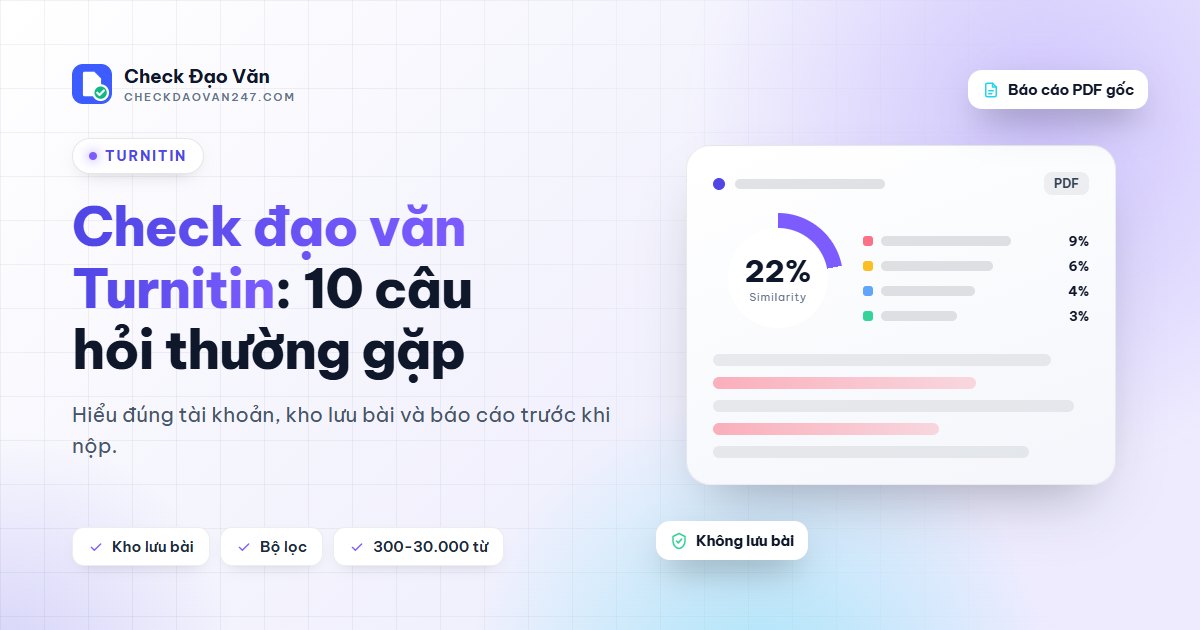 Check Đạo Văn
CHECKDAOVAN247.COM
Báo cáo PDF gốc
TURNITIN
Check đạo văn
Turnitin: 10 câu
hỏi thường gặp
Hiểu đúng tài khoản, kho lưu bài và báo cáo trước khi
nộp.
Kho lưu bài
Bộ lọc
300-30.000 từ
PDF
22%
Similarity
9%
6%
4%
3%
Không lưu bài